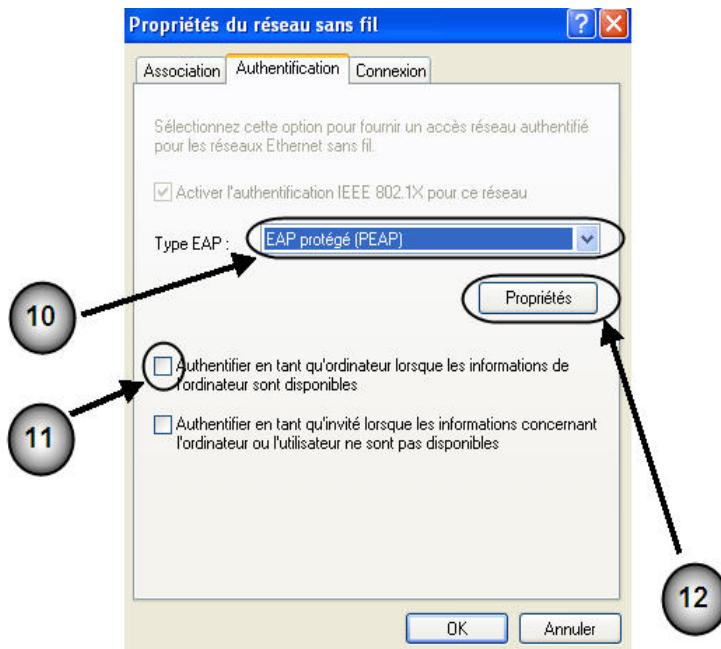 Propriétés du réseau sans fil
Association Authentification Connexion
Sélectionnez cette option pour fournir un accès réseau authentifié
pour les réseaux Ethernet sans fil.
Activer l'authentification IEEE 802.1X pour ce réseau
Type EAP : EAP protégé (PEAP)
Propriétés
10
Authentifier en tant qu'ordinateur lorsque les informations de
l'ordinateur sont disponibles
11
Authentifier en tant qu'invité lorsque les informations concernant
l'ordinateur ou l'utilisateur ne sont pas disponibles
12
OK Annuler